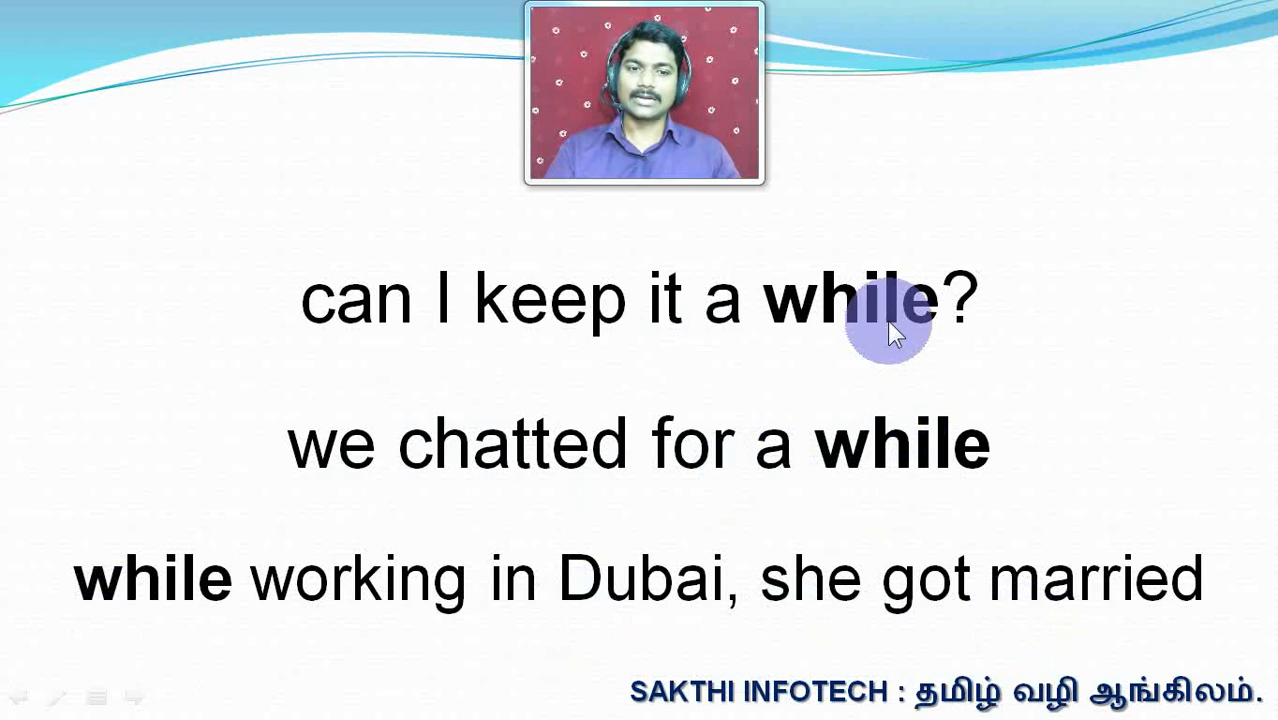 can I keep it a while?
we chatted for a while
while working in Dubai, she got married
SAKTHI INFOTECH : தமிழ் வழி ஆங்கிலம்.